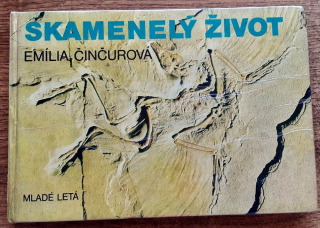 SKAMENELÝ ŽIVOT
EMÍLIA ČINČUROVÁ
MLADÉ LETÁ